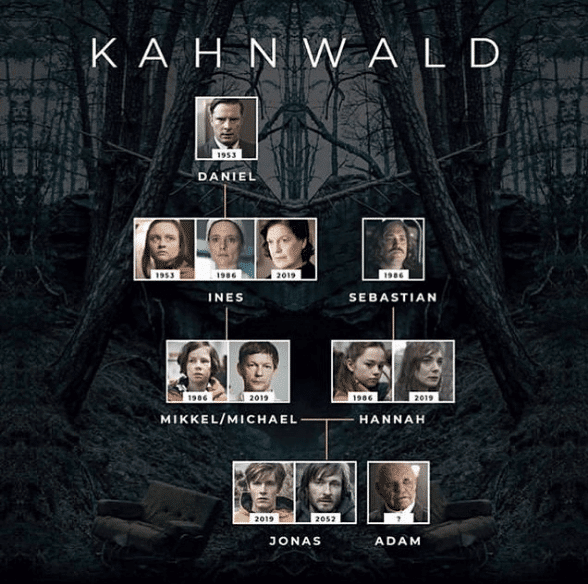 KAHNWALD
1953
DANIEL
1953 1986 2019
1986
INES
SEBASTIAN
1986 2019
1986 2019
MIKKEL/MICHAEL
HANNAH
2019 2052
?
JONAS
ADAM